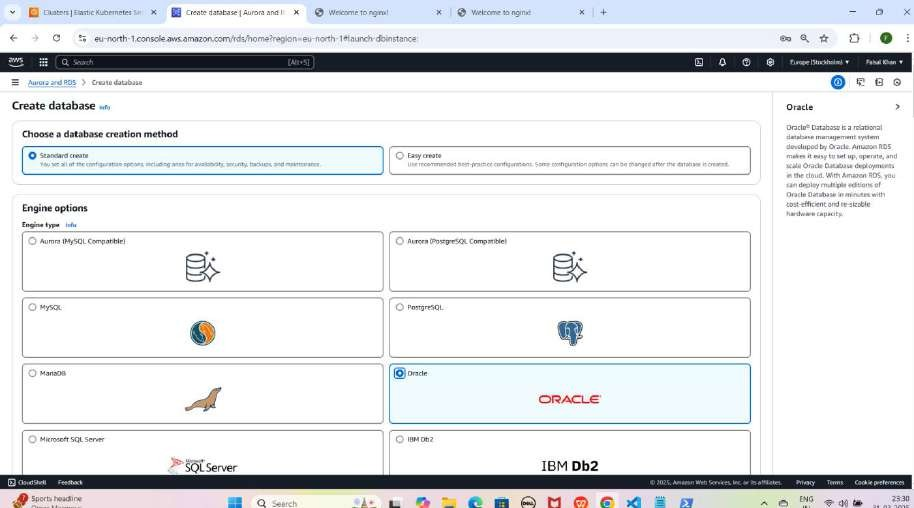 Clusters | Elastic Kubernetes Se
Create database | Aurora and R
Welcome to nginx!
Welcome to nginx!
eu-north-1.console.aws.amazon.com/rds/home?region=eu-north-1#launch-dbinstance:
aws
Search
[Alt+S]
Europe (Stockholm)
Faisal Khan
Aurora and RDS > Create database
Create database Info
Choose a database creation method
Standard create
You set all of the configuration options, including ones for availability, security, backups, and maintenance.
Easy create
Use recommended best-practice configurations. Some configuration options can be changed after the database is created.
Engine options
Engine type Info
Aurora (MySQL Compatible)
Aurora (PostgreSQL Compatible)
MySQL
PostgreSQL
MariaDB
Oracle
ORACLE
Microsoft SQL Server
Microsoft
SQL Server
IBM Db2
IBM Db2
Oracle
Oracle® Database is a relational
database management system
developed by Oracle. Amazon RDS
makes it easy to set up, operate, and
scale Oracle Database deployments
in the cloud. With Amazon RDS, you
can deploy multiple editions of
Oracle Database in minutes with
cost-efficient and re-sizable
hardware capacity.
CloudShell
Feedback
© 2025, Amazon Web Services, Inc. or its affiliates.
Privacy
Terms
Cookie preferences
Sports headline
Search
ENG
IN
23:30